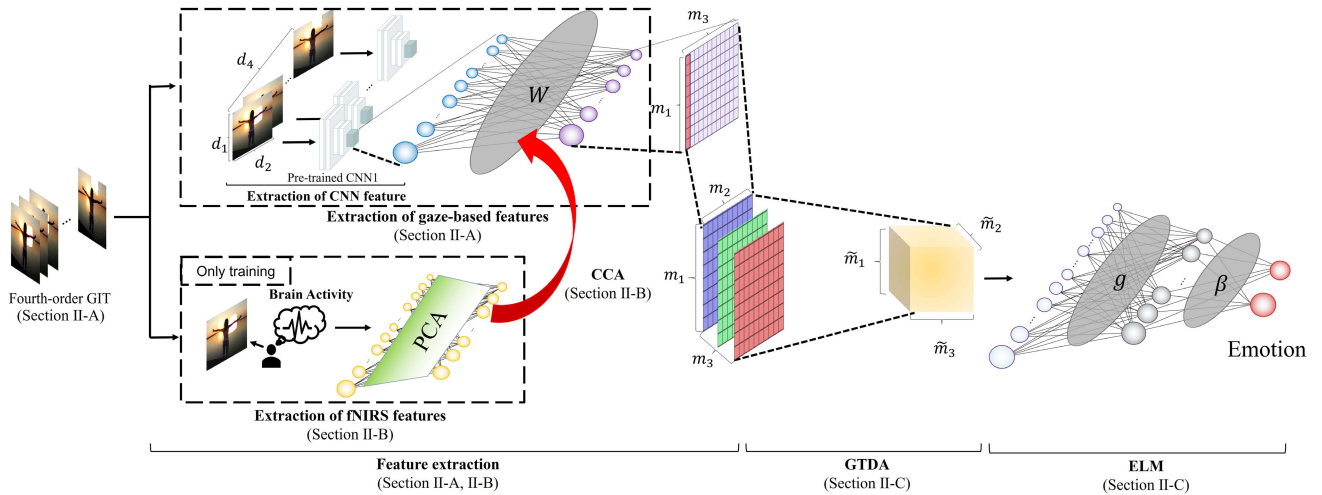 Fourth-order GIT
(Section II-A)
d₄
d₁
d₂
Pre-trained CNN1
Extraction of CNN feature
W
Extraction of gaze-based features
(Section II-A)
Only training
Brain Activity
PCA
Extraction of fNIRS features
(Section II-B)
CCA
(Section II-B)
m₃
m₁
m₂
m₁
m₃
m̃₁
m̃₂
m̃₃
g
β
Emotion
Feature extraction
(Section II-A, II-B)
GTDA
(Section II-C)
ELM
(Section II-C)